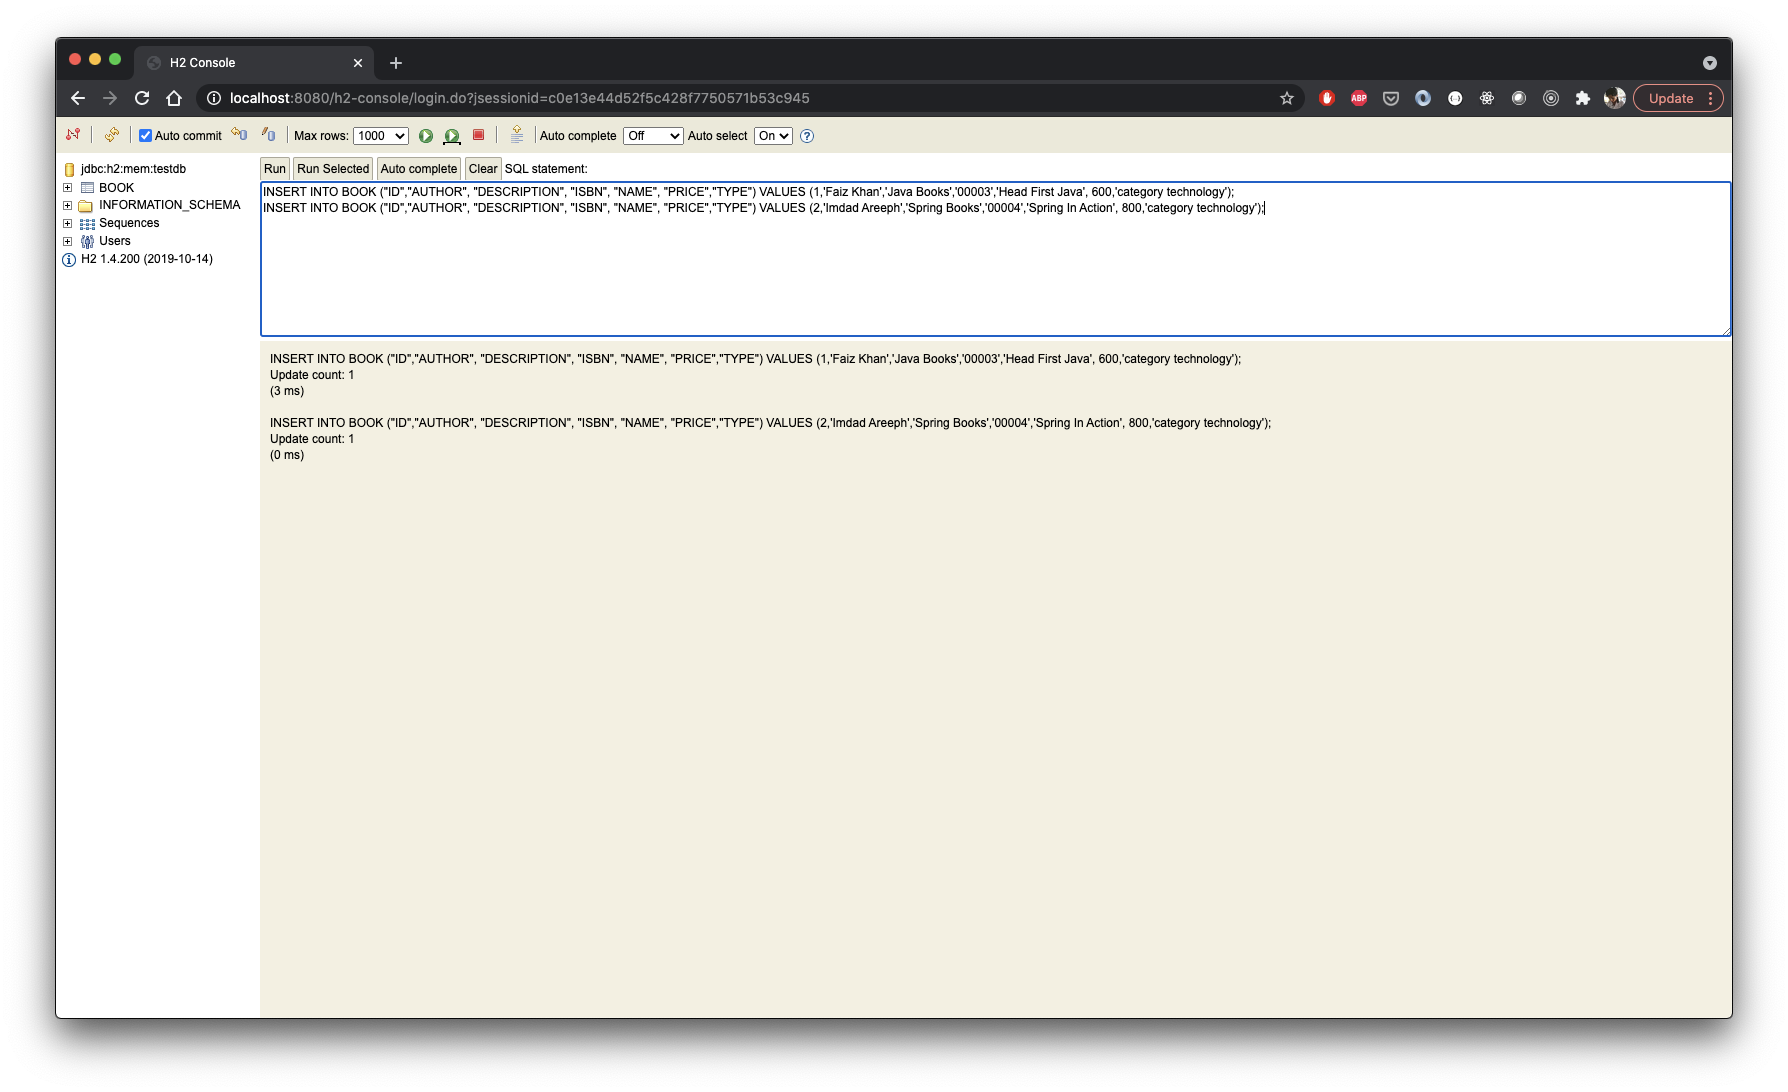 H2 Console
localhost:8080/h2-console/login.do?jsessionid=c0e13e44d52f5c428f7750571b53c945
ABP
Update
Auto commit
Max rows: 1000
Auto complete Off
Auto select On
jdbc:h2:mem:testdb
BOOK
INFORMATION_SCHEMA
Sequences
Users
H2 1.4.200 (2019-10-14)
Run Run Selected Auto complete Clear SQL statement:
INSERT INTO BOOK ("ID","AUTHOR", "DESCRIPTION", "ISBN", "NAME", "PRICE","TYPE") VALUES (1,'Faiz Khan','Java Books','00003','Head First Java', 600,'category technology');
INSERT INTO BOOK ("ID","AUTHOR", "DESCRIPTION", "ISBN", "NAME", "PRICE","TYPE") VALUES (2,'Imdad Areeph','Spring Books','00004','Spring In Action', 800,'category technology');
INSERT INTO BOOK ("ID","AUTHOR", "DESCRIPTION", "ISBN", "NAME", "PRICE","TYPE") VALUES (1,'Faiz Khan','Java Books','00003','Head First Java', 600,'category technology');
Update count: 1
(3 ms)
INSERT INTO BOOK ("ID","AUTHOR", "DESCRIPTION", "ISBN", "NAME", "PRICE","TYPE") VALUES (2,'Imdad Areeph','Spring Books','00004','Spring In Action', 800,'category technology');
Update count: 1
(0 ms)